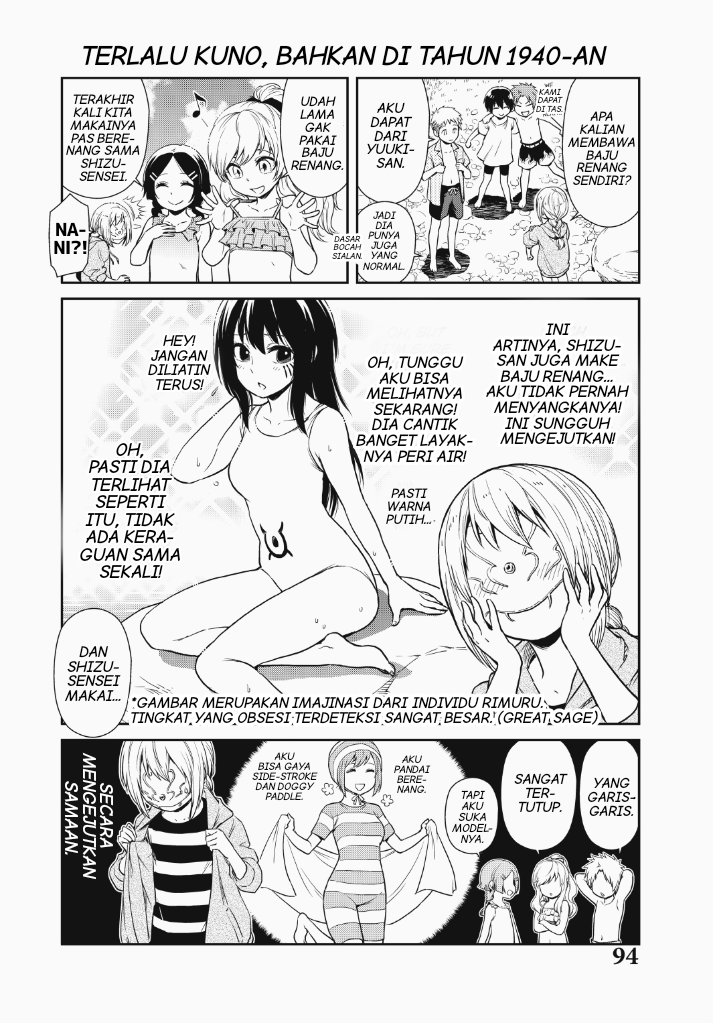 TERLALU KUNO, BAHKAN DI TAHUN 1940-AN
APA
KALIAN
MEMBAWA
BAJU
RENANG
SENDIRI?
KAMI
DAPAT
DI TAS.
AKU
DAPAT
DARI
YUUKI-
SAN.
JADI
DIA
PUNYA
JUGA
YANG
NORMAL.
UDAH
LAMA
GAK
PAKAI
BAJU
RENANG.
TERAKHIR
KALI KITA
MAKAINYA
PAS BERE-
NANG SAMA
SHIZU-
SENSEI.
DASAR
BOCAH
SIALAN.
NA-
NI?!
INI
ARTINYA, SHIZU-
SAN JUGA MAKE
BAJU RENANG...
AKU TIDAK PERNAH
MENYANGKANYA!
INI SUNGGUH
MENGEJUTKAN!
OH, TUNGGU
AKU BISA
MELIHATNYA
SEKARANG!
DIA CANTIK
BANGET LAYAK-
NYA PERI AIR!
HEY!
JANGAN
DILIATIN
TERUS!
PASTI
WARNA
PUTIH...
OH,
PASTI DIA
TERLIHAT
SEPERTI
ITU, TIDAK
ADA KERA-
GUAN SAMA
SEKALI!
DAN
SHIZU-
SENSEI
MAKAI...
*GAMBAR MERUPAKAN IMAJINASI DARI INDIVIDU RIMURU.
TINGKAT YANG OBSESI TERDETEKSI SANGAT BESAR. (GREAT SAGE)
YANG
GARIS-
GARIS.
SANGAT
TER-
TUTUP.
TAPI
AKU
SUKA
MODEL-
NYA.
AKU
PANDAI
BERE-
NANG.
AKU
BISA GAYA
SIDE-STROKE
DAN DOGGY
PADDLE.
SECARA
MENGEJUTKAN
SAMAAN.
94